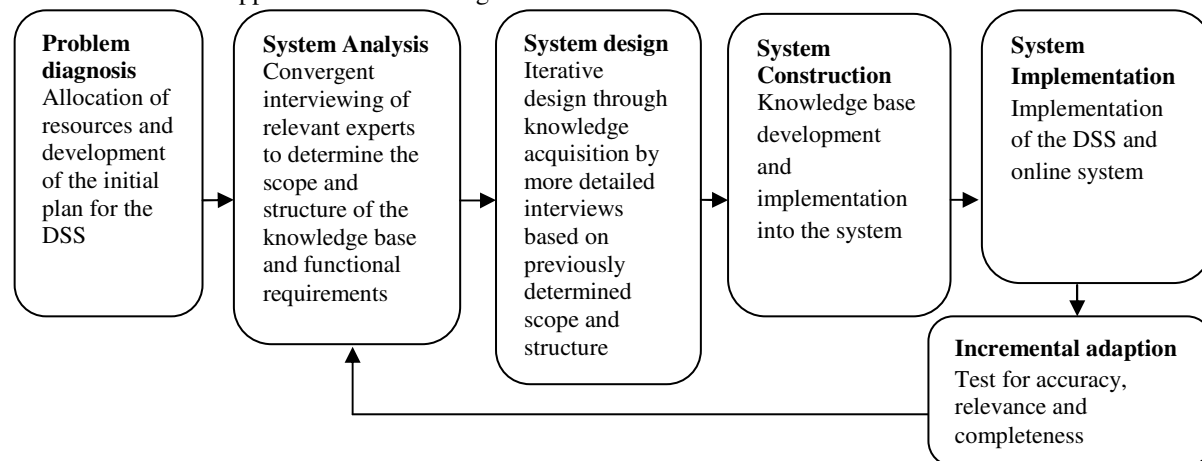 Problem
diagnosis
Allocation of
resources and
development
of the initial
plan for the
DSS
System Analysis
Convergent
interviewing of
relevant experts
to determine the
scope and
structure of the
knowledge base
and functional
requirements
System design
Iterative
design through
knowledge
acquisition by
more detailed
interviews
based on
previously
determined
scope and
structure
System
Construction
Knowledge base
development
and
implementation
into the system
System
Implementation
Implementation
of the DSS and
online system
Incremental adaption
Test for accuracy,
relevance and
completeness